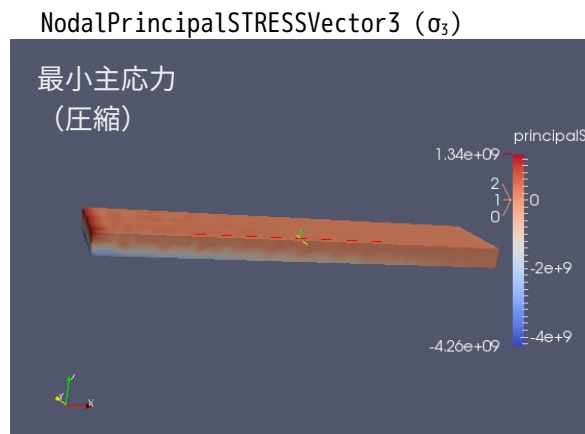 NodalPrincipalSTRESSVector3 (σ₃)
最小主応力
（圧縮）
principalS
1.34e+09
2
1
0
0
-2e+9
-4e+9
-4.26e+09
Y
X